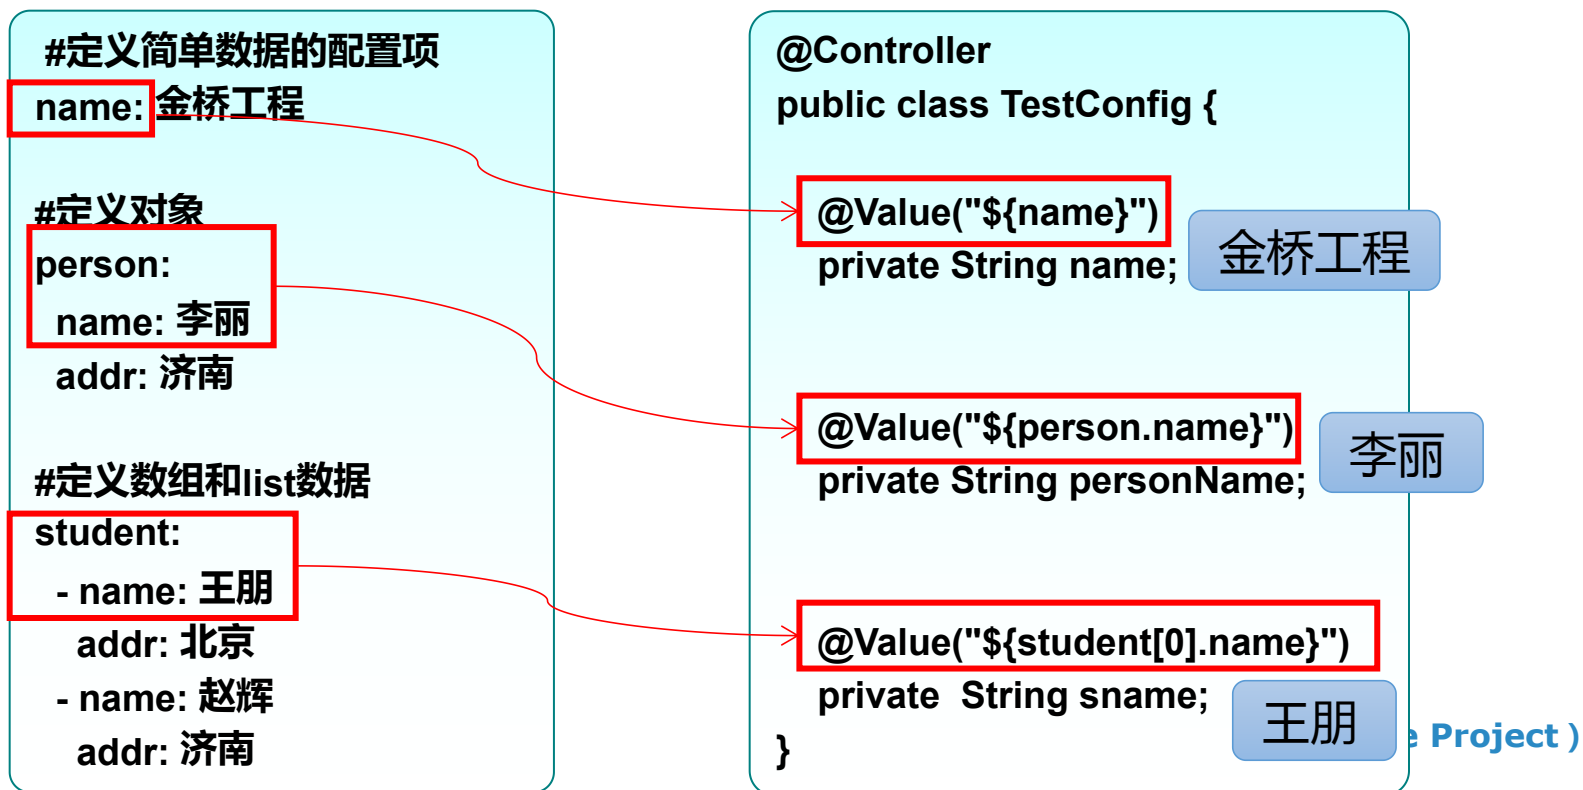 #定义简单数据的配置项
name: 金桥工程
#定义对象
person:
name: 李丽
addr: 济南
#定义数组和list数据
student:
- name: 王朋
addr: 北京
- name: 赵辉
addr: 济南
@Controller
public class TestConfig {
@Value("${name}")
private String name;
金桥工程
@Value("${person.name}")
private String personName;
李丽
@Value("${student[0].name}")
private String sname;
王朋
}
Project）